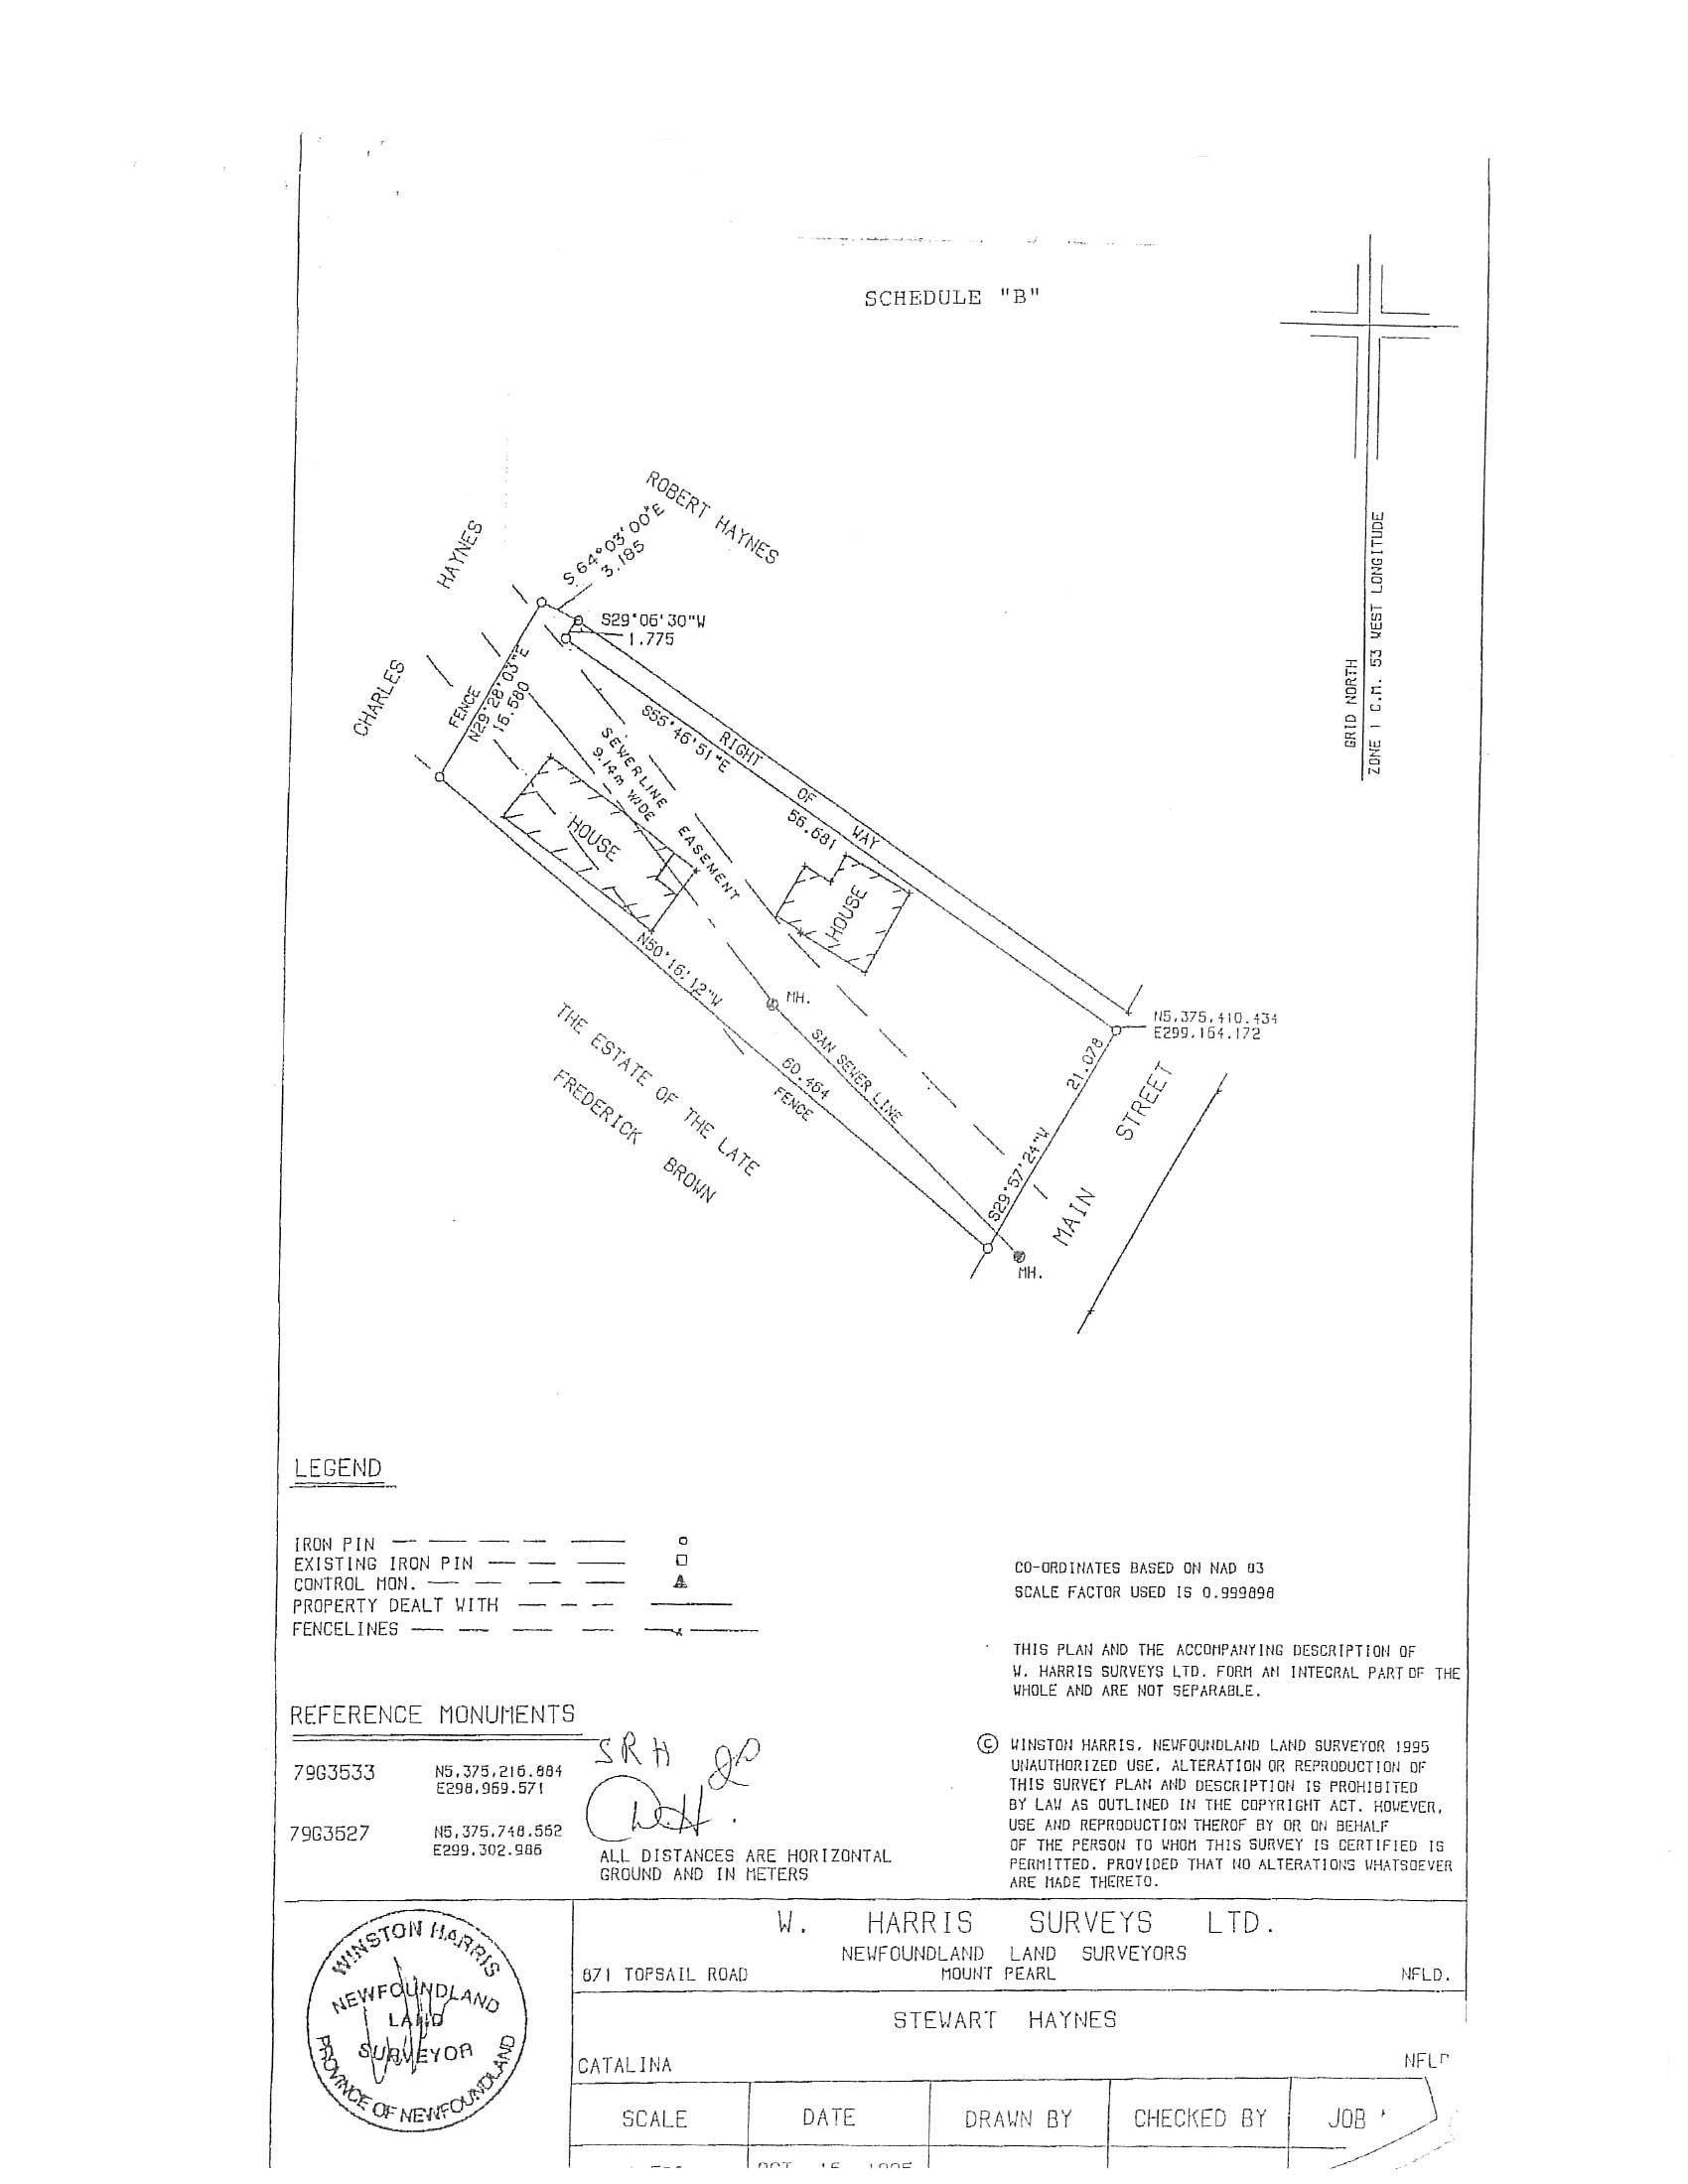 SCHEDULE "B"
GRID NORTH
ZONE 1 C.M. 53 WEST LONGITUDE
ROBERT HAYNES
CHARLES HAYNES
S 64°03'00"E
3.185
S29°06'30"W
1.775
FENCE
N29°28'03"E
16.580
S56°46'51"E
56.681
RIGHT OF WAY
SEWERLINE EASEMENT
9.14m WIDE
HOUSE
HOUSE
N50°16'12"W
60.464
FENCE
MH.
SAN SEWER LINE
THE ESTATE OF THE LATE
FREDERICK BROWN
N5,375,410.434
E299,164.172
21.078
S29°57'24"W
MAIN STREET
MH.
LEGEND
IRON PIN
EXISTING IRON PIN
CONTROL MON.
PROPERTY DEALT WITH
FENCELINES
CO-ORDINATES BASED ON NAD 83
SCALE FACTOR USED IS 0.999898
THIS PLAN AND THE ACCOMPANYING DESCRIPTION OF
W. HARRIS SURVEYS LTD. FORM AN INTEGRAL PART OF THE
WHOLE AND ARE NOT SEPARABLE.
REFERENCE MONUMENTS
79G3533 N5,375,216.884
E298,969.571
79G3527 N5,375,748.552
E299,302.986
SRH
D.H.
ALL DISTANCES ARE HORIZONTAL
GROUND AND IN METERS
© WINSTON HARRIS, NEWFOUNDLAND LAND SURVEYOR 1995
UNAUTHORIZED USE, ALTERATION OR REPRODUCTION OF
THIS SURVEY PLAN AND DESCRIPTION IS PROHIBITED
BY LAW AS OUTLINED IN THE COPYRIGHT ACT. HOWEVER,
USE AND REPRODUCTION THEROF BY OR ON BEHALF
OF THE PERSON TO WHOM THIS SURVEY IS CERTIFIED IS
PERMITTED, PROVIDED THAT NO ALTERATIONS WHATSOEVER
ARE MADE THERETO.
WINSTON HARRIS
NEWFOUNDLAND
LAND
SURVEYOR
PROVINCE OF NEWFOUNDLAND
W. HARRIS SURVEYS LTD.
NEWFOUNDLAND LAND SURVEYORS
871 TOPSAIL ROAD MOUNT PEARL NFLD.
STEWART HAYNES
CATALINA
SCALE DATE DRAWN BY CHECKED BY JOB